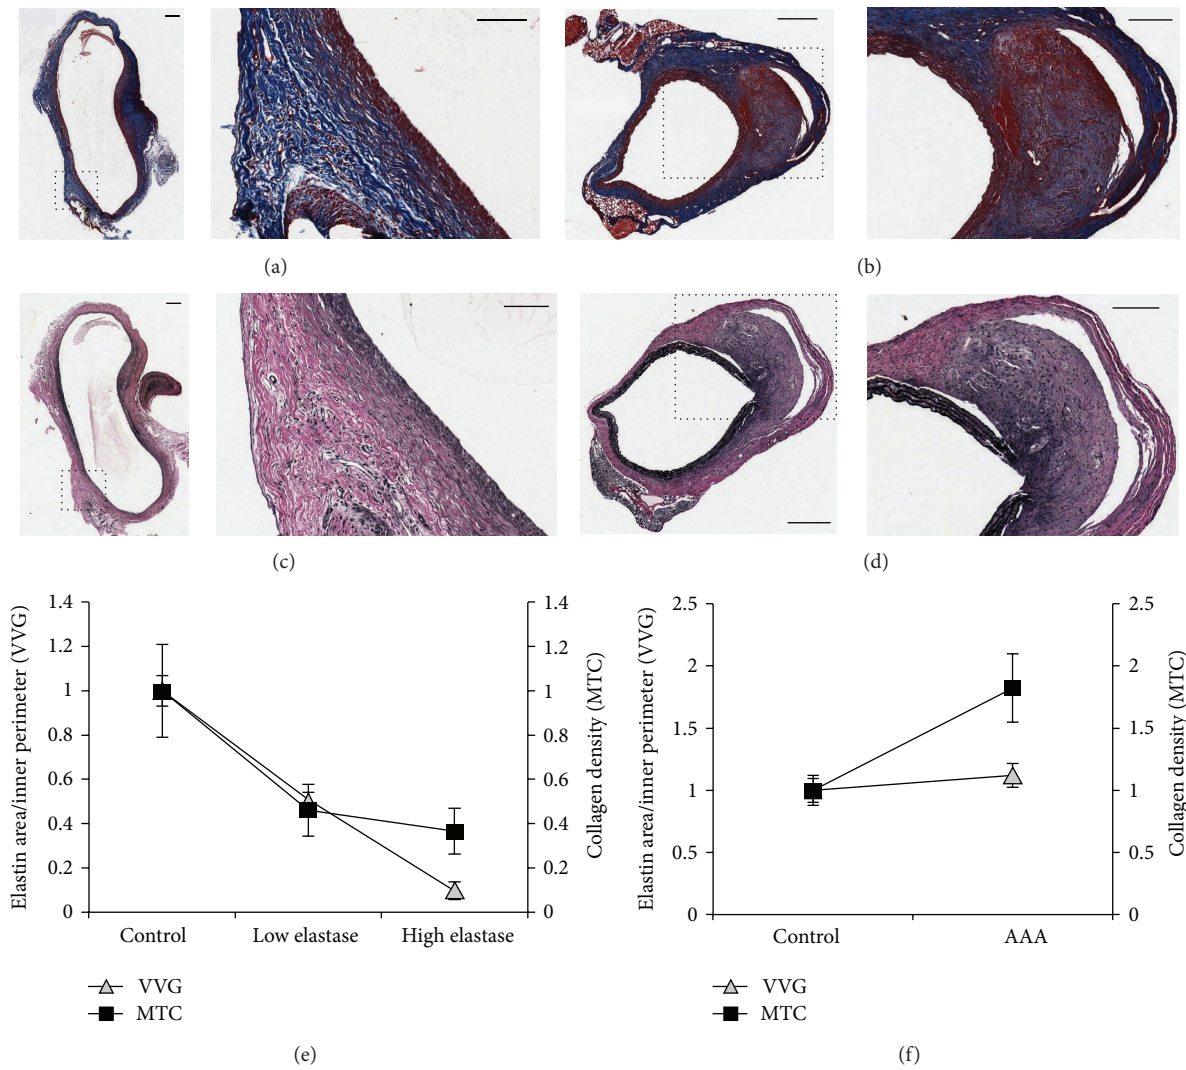 (a)
(b)
(c)
(d)
Elastin area/inner perimeter (VVG)
1.4
1.2
1
0.8
0.6
0.4
0.2
0
1.4
1.2
1
0.8
0.6
0.4
0.2
0
Collagen density (MTC)
Control
Low elastase
High elastase
VVG
MTC
(e)
Elastin area/inner perimeter (VVG)
2.5
2
1.5
1
0.5
0
2.5
2
1.5
1
0.5
0
Collagen density (MTC)
Control
AAA
VVG
MTC
(f)